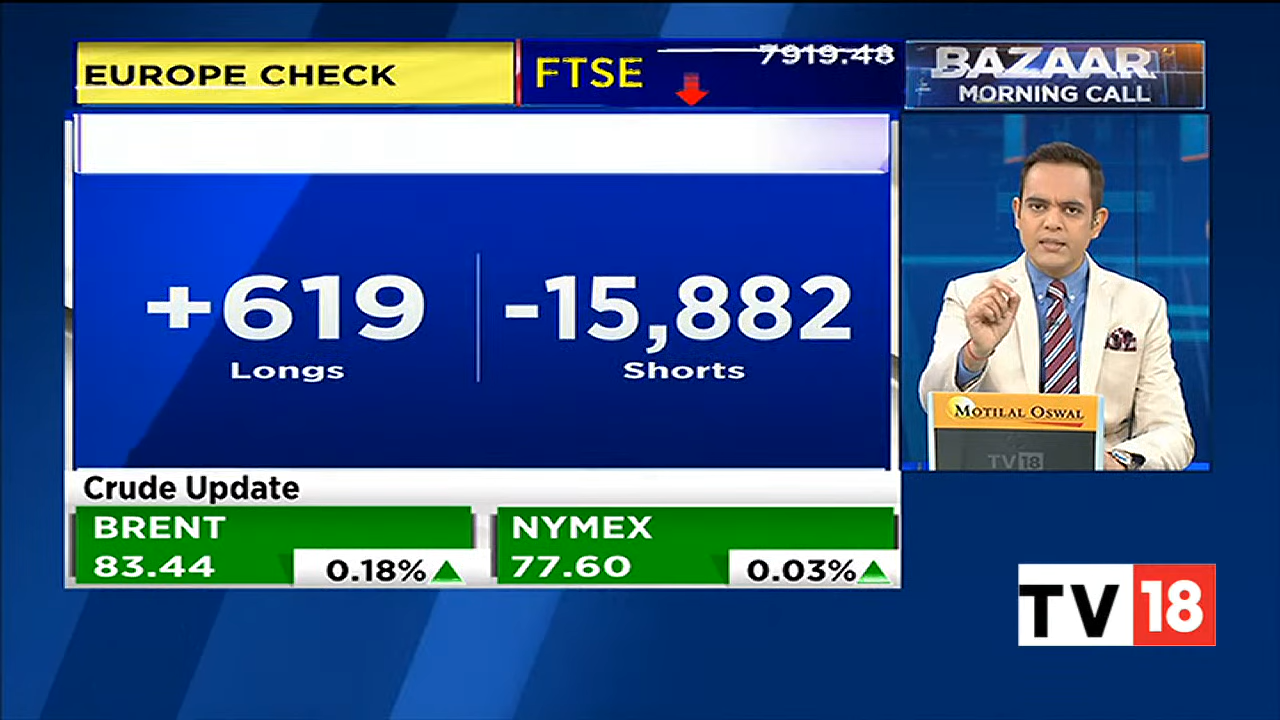 EUROPE CHECK
FTSE
7919.48
BAZAAR
MORNING CALL
+619
Longs
-15,882
Shorts
MOTILAL OSWAL
TV18
Crude Update
BRENT
83.44
0.18%
NYMEX
77.60
0.03%
TV18